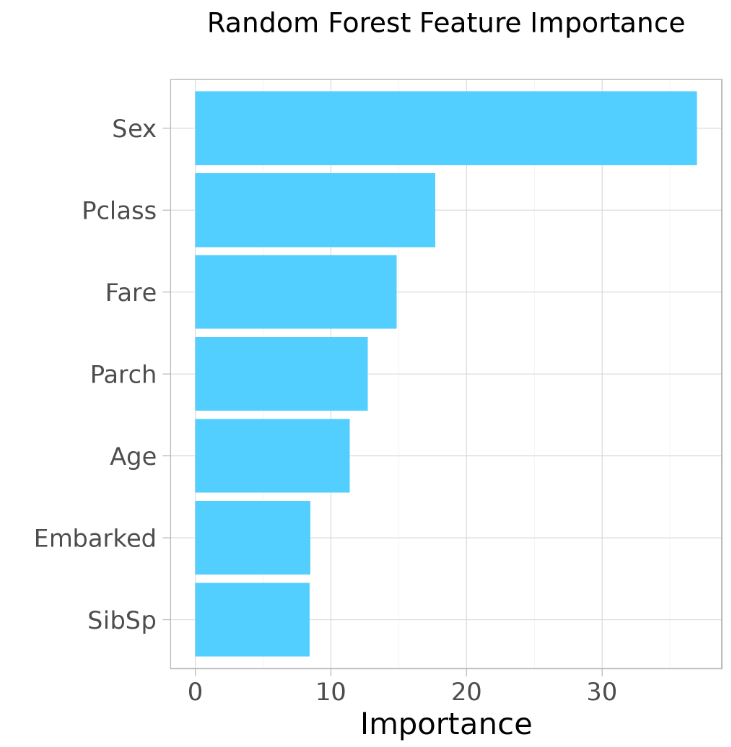 Random Forest Feature Importance
Sex
Pclass
Fare
Parch
Age
Embarked
SibSp
0 10 20 30
Importance